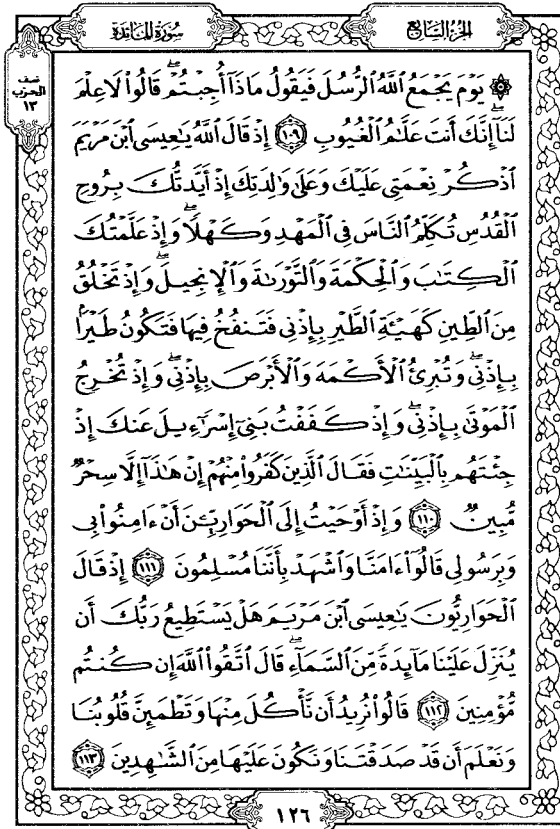 الجزء السابع
سورة المائدة
نصف
الحزب
١٣
۞ يَوْمَ يَجْمَعُ ٱللَّهُ ٱلرُّسُلَ فَيَقُولُ مَاذَآ أُجِبْتُمْ ۖ قَالُوا۟ لَا عِلْمَ
لَنَآ ۖ إِنَّكَ أَنتَ عَلَّٰمُ ٱلْغُيُوبِ ﴿١٠٩﴾ إِذْ قَالَ ٱللَّهُ يَٰعِيسَى ٱبْنَ مَرْيَمَ
ٱذْكُرْ نِعْمَتِى عَلَيْكَ وَعَلَىٰ وَٰلِدَتِكَ إِذْ أَيَّدتُّكَ بِرُوحِ
ٱلْقُدُسِ تُكَلِّمُ ٱلنَّاسَ فِى ٱلْمَهْدِ وَكَهْلًا ۖ وَإِذْ عَلَّمْتُكَ
ٱلْكِتَٰبَ وَٱلْحِكْمَةَ وَٱلتَّوْرَىٰةَ وَٱلْإِنجِيلَ ۖ وَإِذْ تَخْلُقُ
مِنَ ٱلطِّينِ كَهَيْـَٔةِ ٱلطَّيْرِ بِإِذْنِى فَتَنفُخُ فِيهَا فَتَكُونُ طَيْرًۢا
بِإِذْنِى ۖ وَتُبْرِئُ ٱلْأَكْمَهَ وَٱلْأَبْرَصَ بِإِذْنِى ۖ وَإِذْ تُخْرِجُ
ٱلْمَوْتَىٰ بِإِذْنِى ۖ وَإِذْ كَفَفْتُ بَنِىٓ إِسْرَٰٓءِيلَ عَنكَ إِذْ
جِئْتَهُم بِٱلْبَيِّنَٰتِ فَقَالَ ٱلَّذِينَ كَفَرُوا۟ مِنْهُمْ إِنْ هَٰذَآ إِلَّا سِحْرٌ
مُّبِينٌ ﴿١١٠﴾ وَإِذْ أَوْحَيْتُ إِلَى ٱلْحَوَارِيِّـۧنَ أَنْ ءَامِنُوا۟ بِى
وَبِرَسُولِى قَالُوٓا۟ ءَامَنَّا وَٱشْهَدْ بِأَنَّنَا مُسْلِمُونَ ﴿١١١﴾ إِذْ قَالَ
ٱلْحَوَارِيُّونَ يَٰعِيسَى ٱبْنَ مَرْيَمَ هَلْ يَسْتَطِيعُ رَبُّكَ أَن
يُنَزِّلَ عَلَيْنَا مَآئِدَةً مِّنَ ٱلسَّمَآءِ ۖ قَالَ ٱتَّقُوا۟ ٱللَّهَ إِن كُنتُم
مُّؤْمِنِينَ ﴿١١٢﴾ قَالُوا۟ نُرِيدُ أَن نَّأْكُلَ مِنْهَا وَتَطْمَئِنَّ قُلُوبُنَا
وَنَعْلَمَ أَن قَدْ صَدَقْتَنَا وَنَكُونَ عَلَيْهَا مِنَ ٱلشَّٰهِدِينَ ﴿١١٣﴾
١٢٦